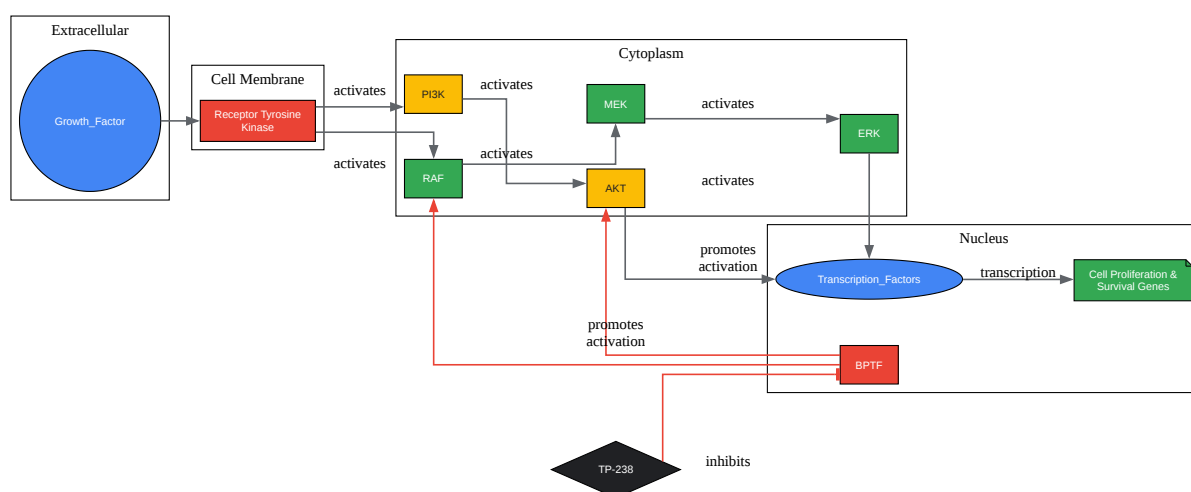 Extracellular
Growth_Factor
Cell Membrane
Receptor Tyrosine
Kinase
activates
activates
Cytoplasm
PI3K
activates
MEK
activates
ERK
RAF
activates
AKT
activates
promotes
activation
Nucleus
Transcription_Factors
transcription
Cell Proliferation &
Survival Genes
promotes
activation
BPTF
TP-238
inhibits